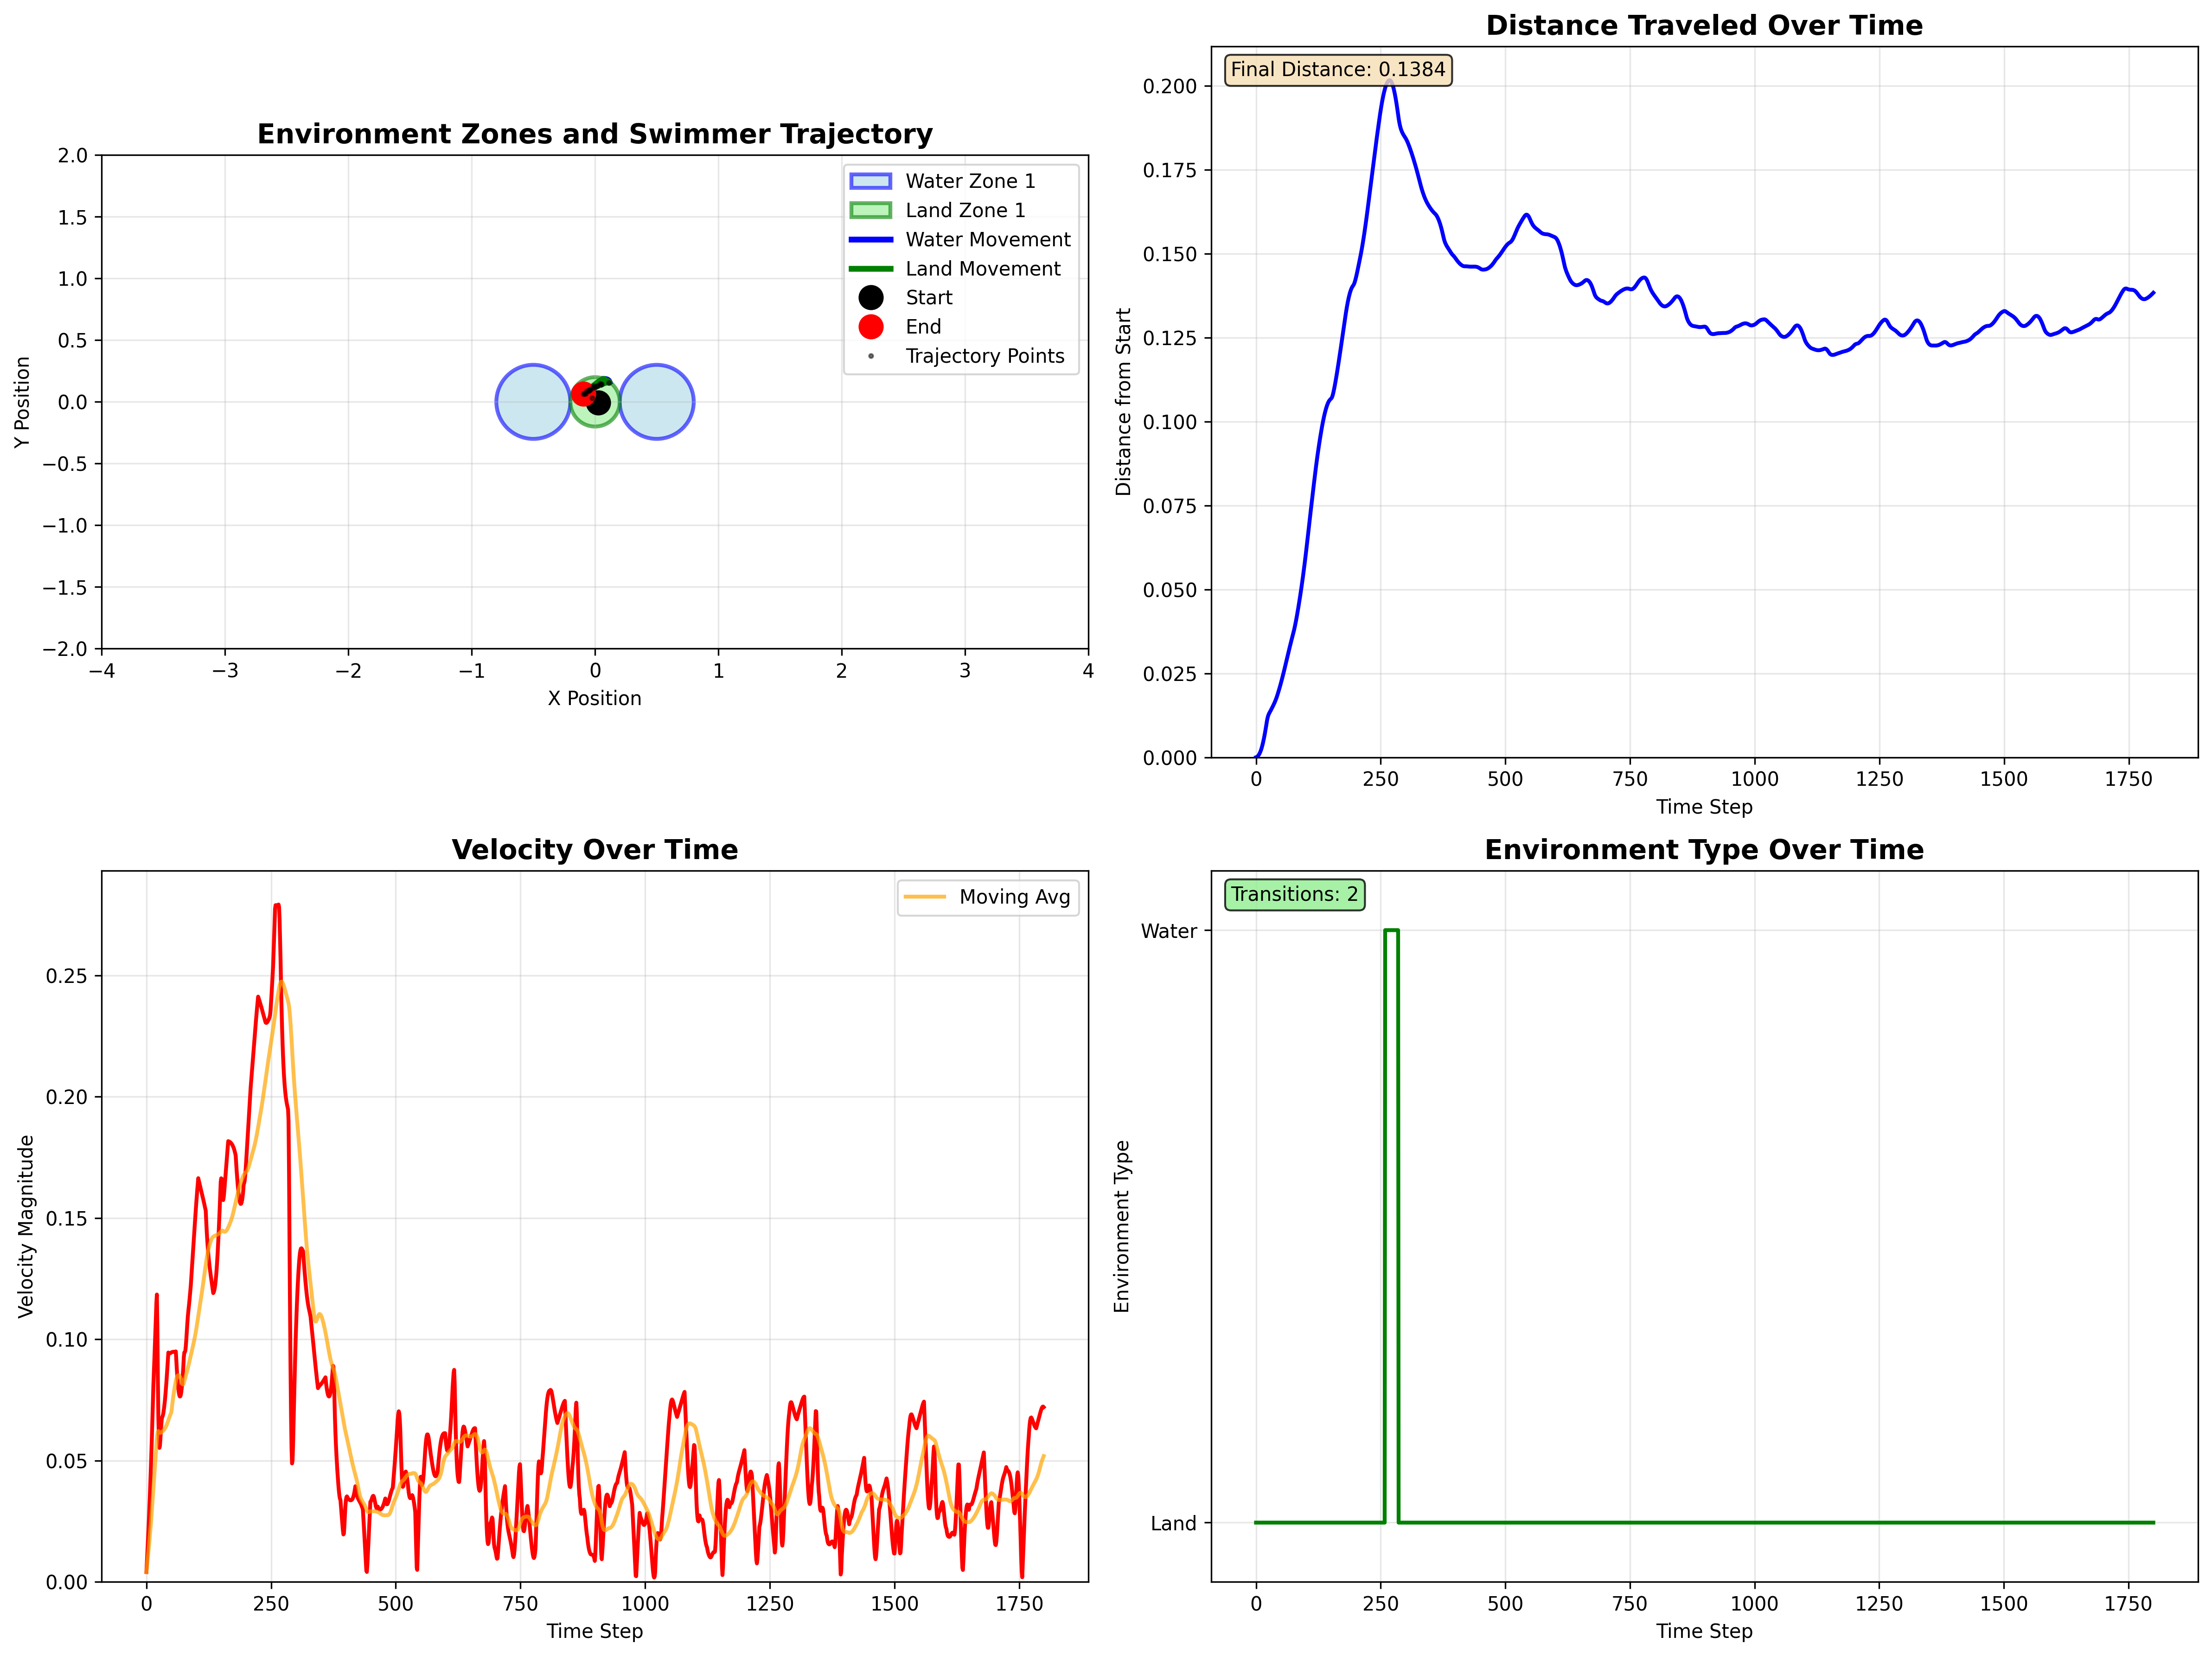 Environment Zones and Swimmer Trajectory
Y Position
2.0
1.5
1.0
0.5
0.0
−0.5
−1.0
−1.5
−2.0
−4
−3
−2
−1
0
1
2
3
4
X Position
Water Zone 1
Land Zone 1
Water Movement
Land Movement
Start
End
Trajectory Points
Distance Traveled Over Time
Final Distance: 0.1384
Distance from Start
0.200
0.175
0.150
0.125
0.100
0.075
0.050
0.025
0.000
0
250
500
750
1000
1250
1500
1750
Time Step
Velocity Over Time
Moving Avg
Velocity Magnitude
0.25
0.20
0.15
0.10
0.05
0.00
0
250
500
750
1000
1250
1500
1750
Time Step
Environment Type Over Time
Transitions: 2
Environment Type
Water
Land
0
250
500
750
1000
1250
1500
1750
Time Step